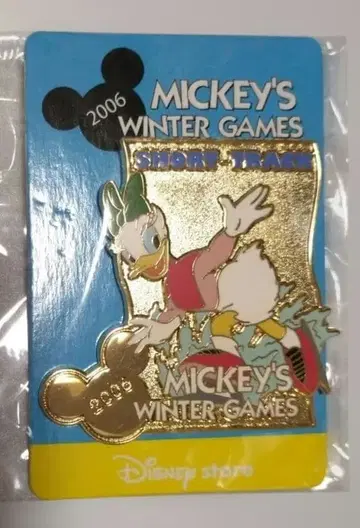 2006
MICKEY'S
WINTER GAMES
SHORT TRACK
2006
MICKEY'S
WINTER GAMES
Disney store